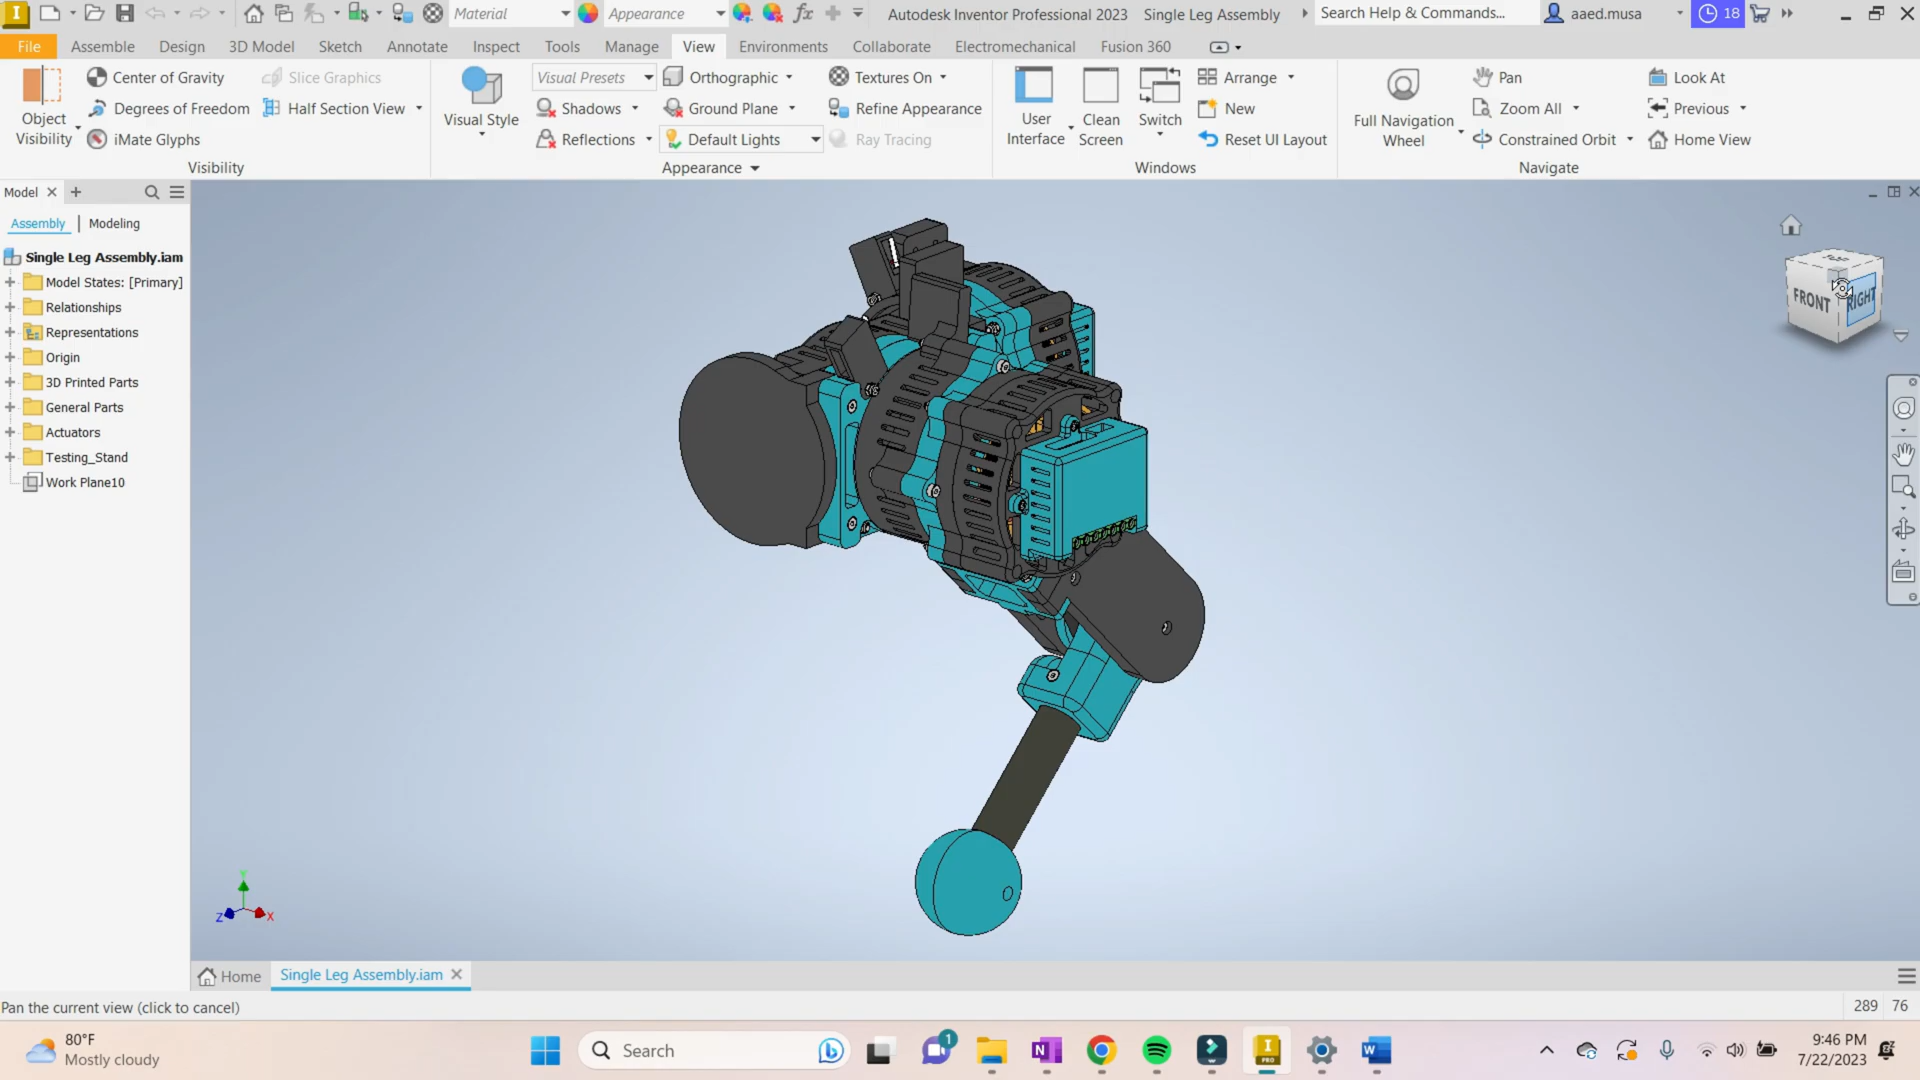 Material
Appearance
fx
Autodesk Inventor Professional 2023 Single Leg Assembly
Search Help & Commands...
aaed.musa
18
File Assemble Design 3D Model Sketch Annotate Inspect Tools Manage View Environments Collaborate Electromechanical Fusion 360
Object Visibility
Center of Gravity
Degrees of Freedom
iMate Glyphs
Slice Graphics
Half Section View
Visibility
Visual Style
Visual Presets
Shadows
Reflections
Orthographic
Ground Plane
Default Lights
Textures On
Refine Appearance
Ray Tracing
Appearance
User Interface
Clean Screen
Switch
Arrange
New
Reset UI Layout
Windows
Full Navigation Wheel
Pan
Zoom All
Constrained Orbit
Look At
Previous
Home View
Navigate
Model
Assembly | Modeling
Single Leg Assembly.iam
Model States: [Primary]
Relationships
Representations
Origin
3D Printed Parts
General Parts
Actuators
Testing_Stand
Work Plane10
TOP
FRONT
RIGHT
Y
Z
X
Home
Single Leg Assembly.iam
Pan the current view (click to cancel)
289 76
80°F
Mostly cloudy
Search
1
N
I
PRO
W
9:46 PM
7/22/2023